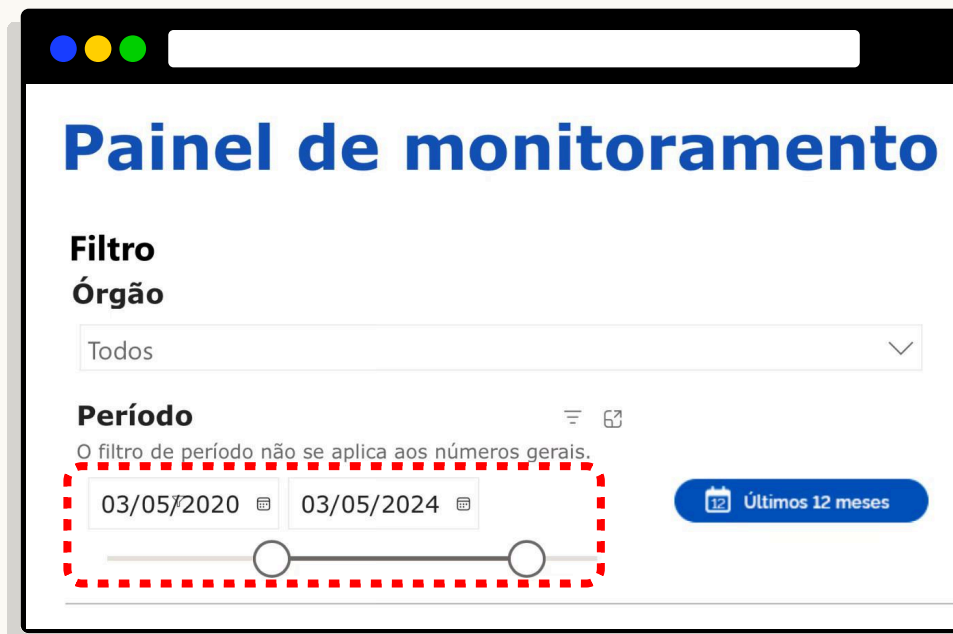 Painel de monitoramento
Filtro
Órgão
Todos
Período
O filtro de período não se aplica aos números gerais.
03/05/2020 03/05/2024
12 Últimos 12 meses